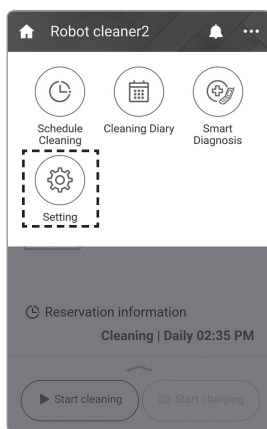 Robot cleaner2
Schedule
Cleaning
Cleaning Diary
Smart
Diagnosis
Setting
Reservation information
Cleaning | Daily 02:35 PM
Start cleaning
Start charging